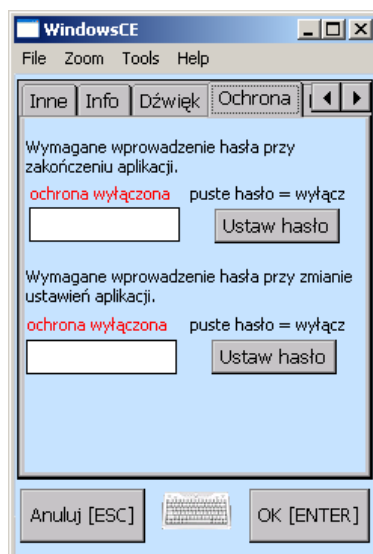 WindowsCE
File Zoom Tools Help
Inne Info Dźwięk Ochrona
Wymagane wprowadzenie hasła przy
zakończeniu aplikacji.
ochrona wyłączona puste hasło = wyłącz
Ustaw hasło
Wymagane wprowadzenie hasła przy zmianie
ustawień aplikacji.
ochrona wyłączona puste hasło = wyłącz
Ustaw hasło
Anuluj [ESC] OK [ENTER]